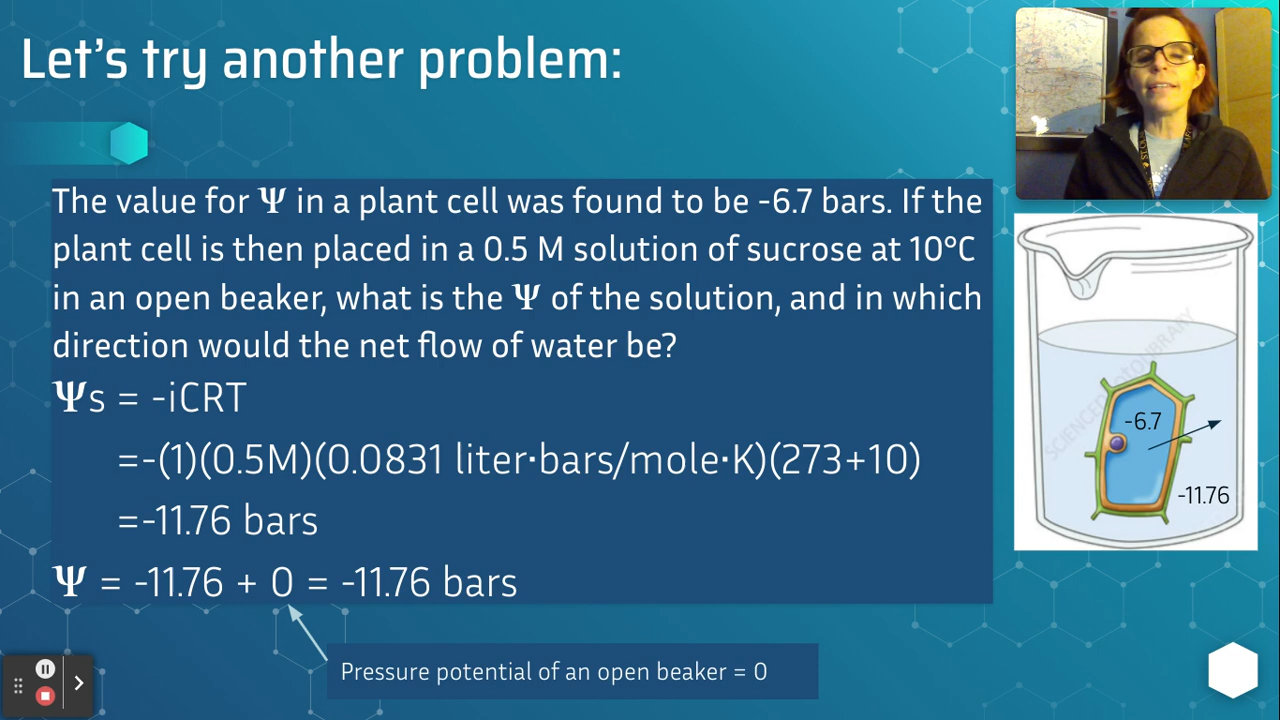 Let's try another problem:
The value for Ψ in a plant cell was found to be -6.7 bars. If the
plant cell is then placed in a 0.5 M solution of sucrose at 10°C
in an open beaker, what is the Ψ of the solution, and in which
direction would the net flow of water be?
Ψs = -iCRT
=-(1)(0.5M)(0.0831 liter·bars/mole·K)(273+10)
=-11.76 bars
Ψ = -11.76 + 0 = -11.76 bars
Pressure potential of an open beaker = 0
-6.7
-11.76